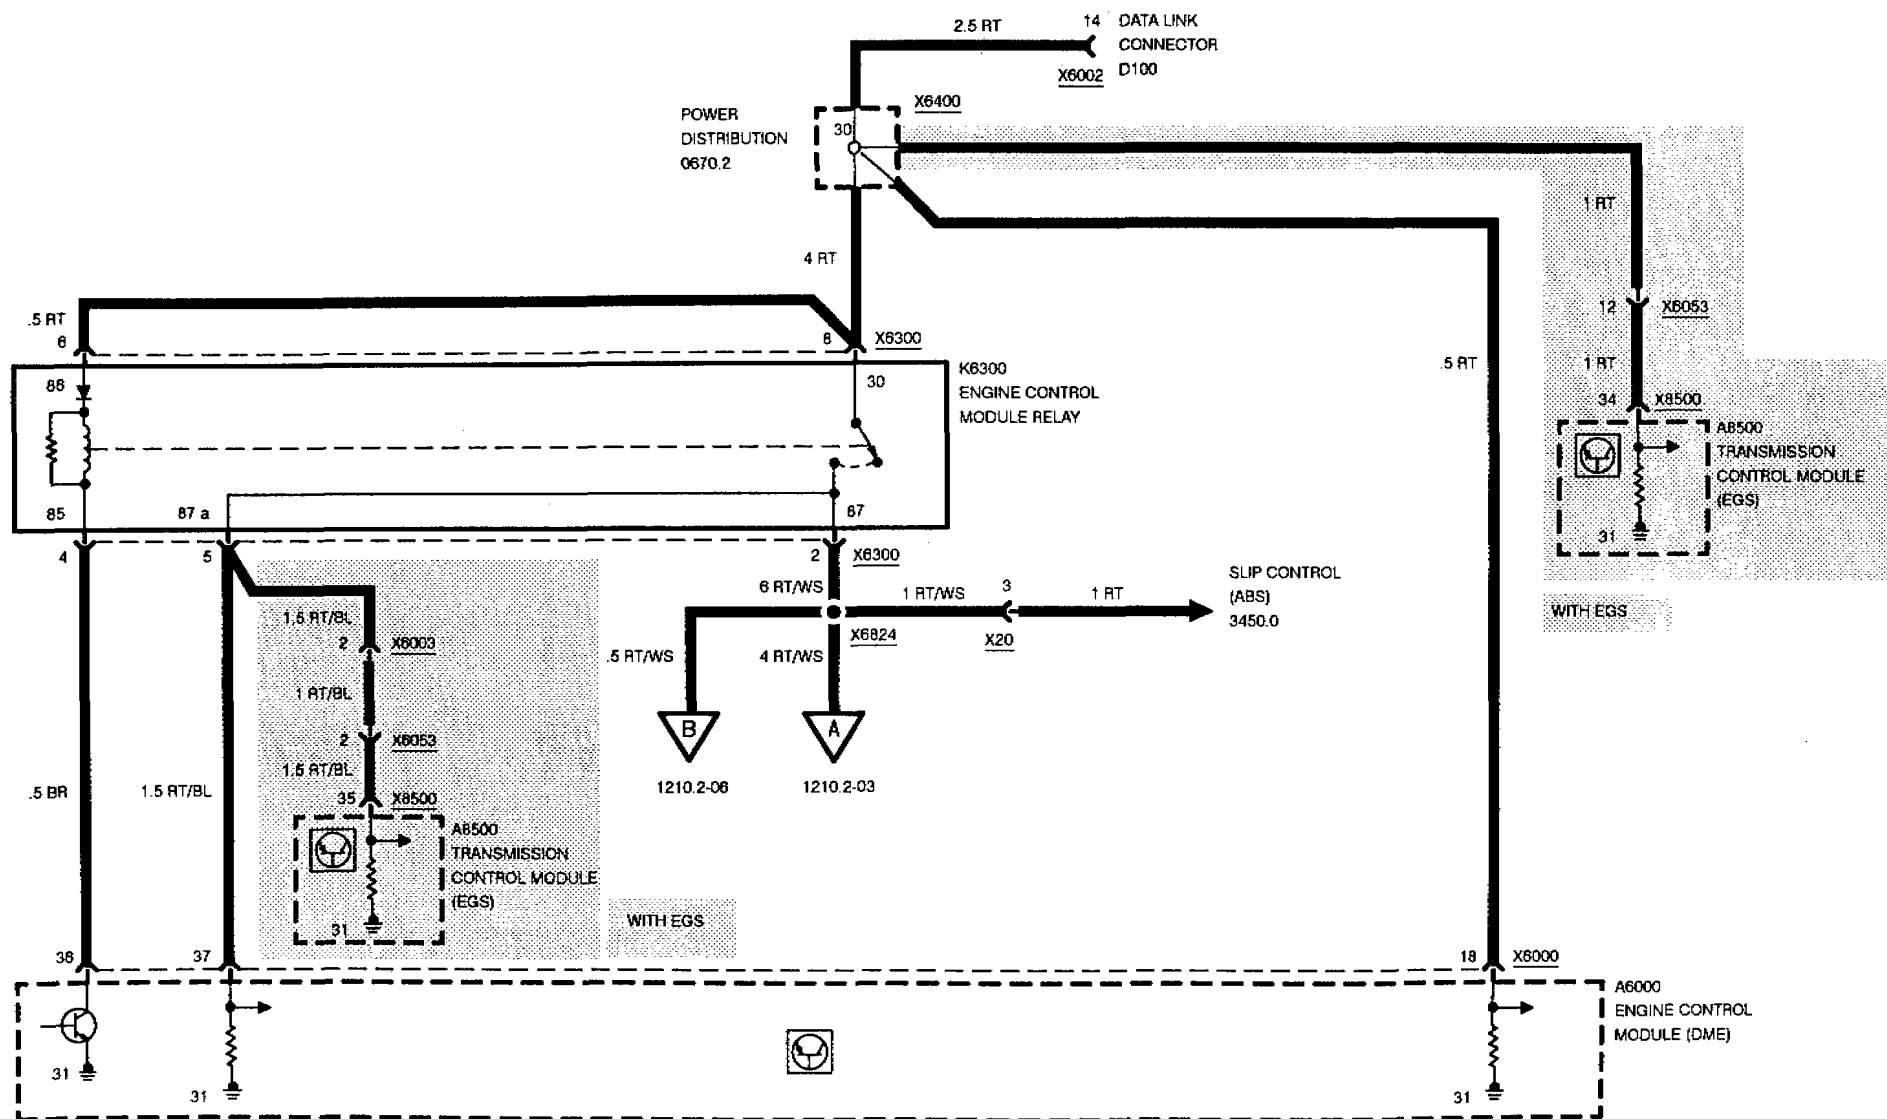 2.5 RT
14 DATA LINK
CONNECTOR
D100
X6002
X6400
POWER
DISTRIBUTION
0670.2
30
1 RT
4 RT
12 X6053
.5 RT
6
8 X6300
.5 RT
1 RT
34 X8500
86
30
K6300
ENGINE CONTROL
MODULE RELAY
A8500
TRANSMISSION
CONTROL MODULE
(EGS)
31
85
87 a
87
4
5
2 X6300
6 RT/WS
1 RT/WS
3
1 RT
SLIP CONTROL
(ABS)
3450.0
WITH EGS
1.5 RT/BL
2 X6003
X6824
X20
.5 RT/WS
4 RT/WS
1 RT/BL
B
A
2 X6053
1.5 RT/BL
1210.2-06
1210.2-03
.5 BR
1.5 RT/BL
35 X8500
A8500
TRANSMISSION
CONTROL MODULE
(EGS)
31
WITH EGS
36
37
18 X6000
A6000
ENGINE CONTROL
MODULE (DME)
31
31
31